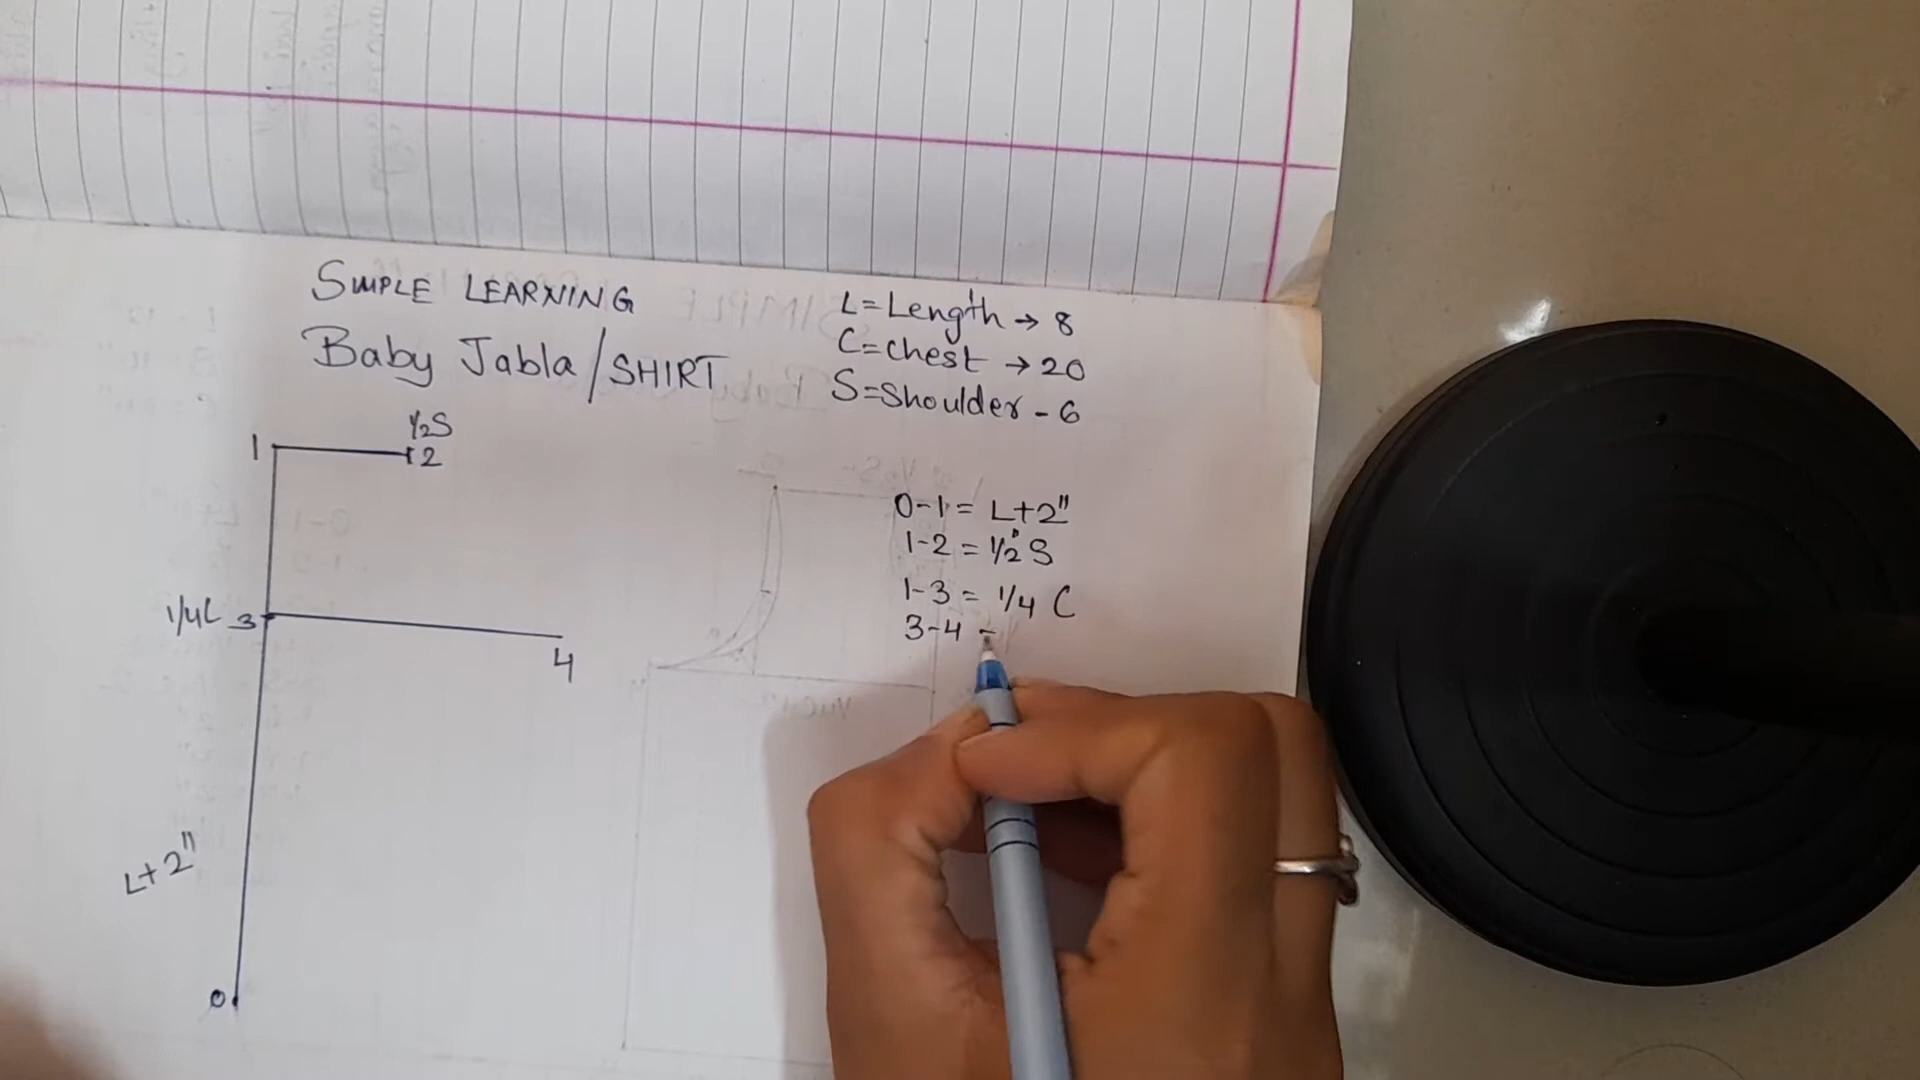 SIMPLE LEARNING
Baby Jabla/SHIRT
L=Length→8
C=chest→20
S=Shoulder-6
1/2S
1
2
1/4C 3
4
L+2"
0
0-1= L+2"
1-2 = 1/2 S
1-3 = 1/4 C
3-4 -